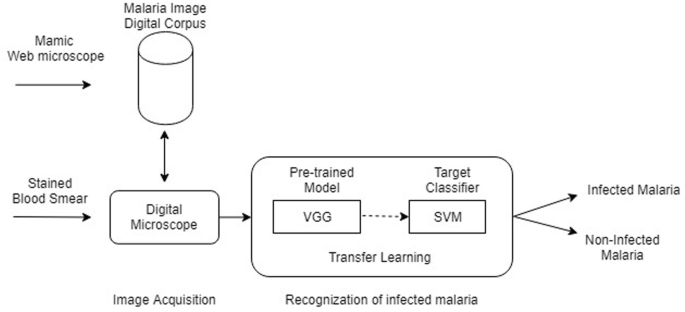 Malaria Image
Digital Corpus
Mamic
Web microscope
Stained
Blood Smear
Digital
Microscope
Pre-trained
Model
VGG
Target
Classifier
SVM
Transfer Learning
Infected Malaria
Non-Infected
Malaria
Image Acquisition
Recognization of infected malaria